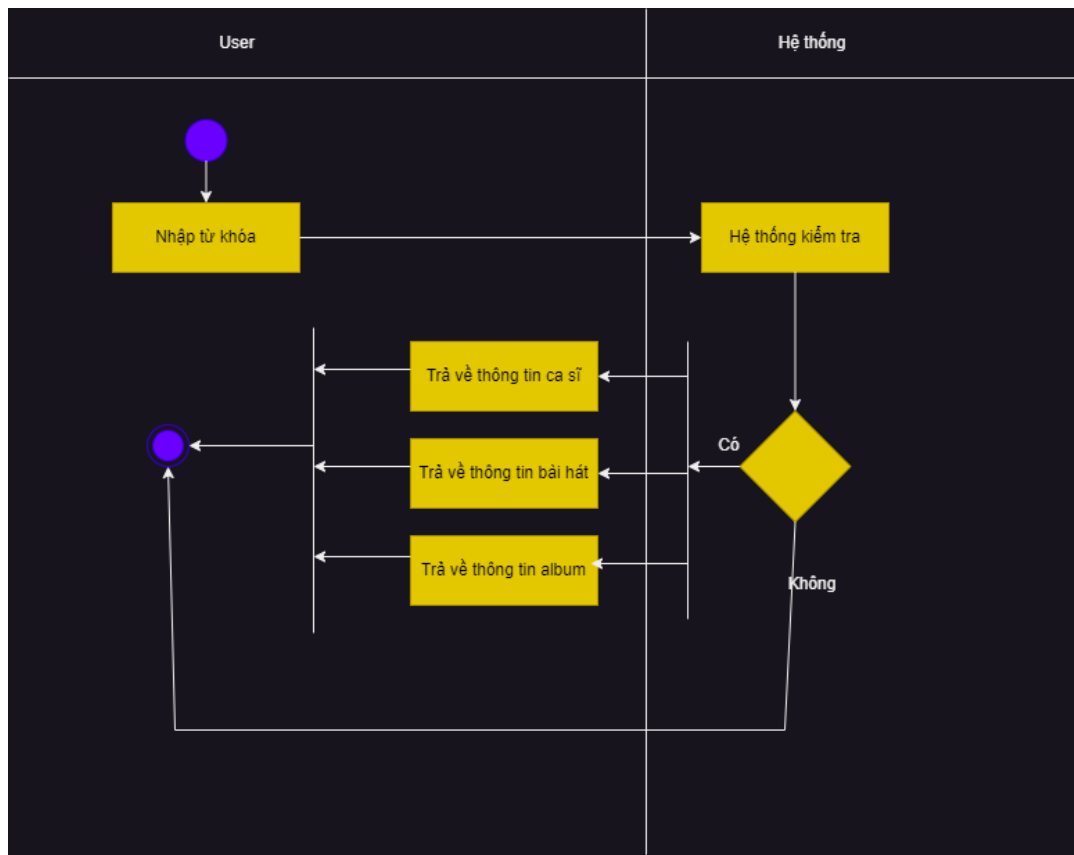 User
Hệ thống
Nhập từ khóa
Hệ thống kiểm tra
Trả về thông tin ca sĩ
Có
Trả về thông tin bài hát
Trả về thông tin album
Không